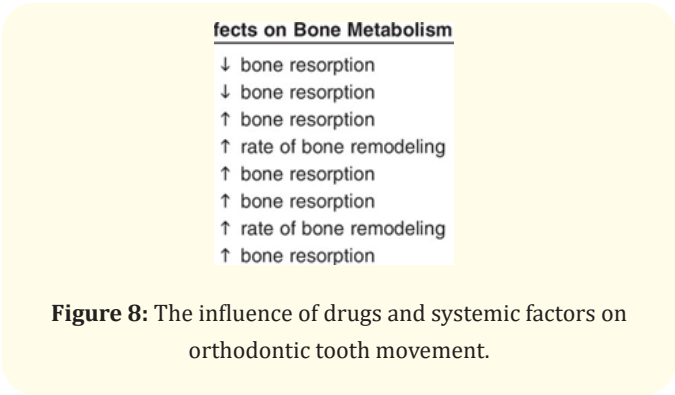 fects on Bone Metabolism
↓ bone resorption
↓ bone resorption
↑ bone resorption
↑ rate of bone remodeling
↑ bone resorption
↑ bone resorption
↑ rate of bone remodeling
↑ bone resorption
Figure 8: The influence of drugs and systemic factors on
orthodontic tooth movement.